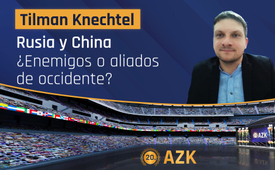 Tilman Knechtel
Rusia y China
¿Enemigos o aliados
de occidente?
20. AZK
AZK